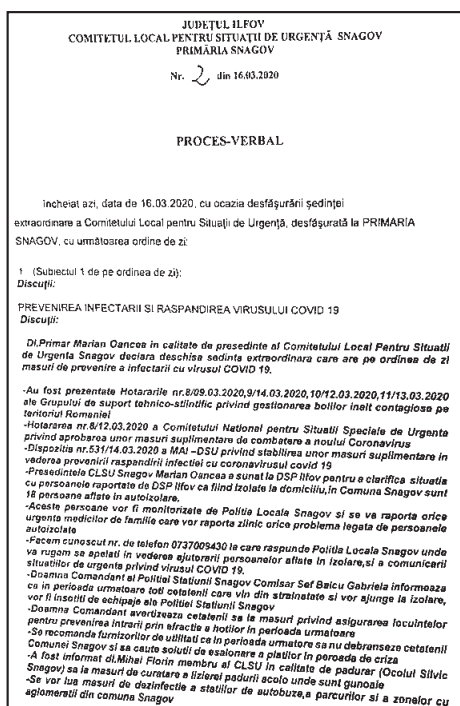 JUDEŢUL ILFOV
COMITETUL LOCAL PENTRU SITUAŢII DE URGENŢĂ SNAGOV
PRIMĂRIA SNAGOV
Nr. 2 din 16.03.2020
PROCES-VERBAL
încheiat azi, data de 16.03.2020, cu ocazia desfăşurării şedinţei
extraordinare a Comitetului Local pentru Situaţii de Urgenţă, desfăşurată la PRIMARIA
SNAGOV, cu următoarea ordine de zi:
1 (Subiectul 1 de pe ordinea de zi):
Discuţii:
PREVENIREA INFECTARII SI RASPANDIREA VIRUSULUI COVID 19
Discuţii:
Dl.Primar Marian Oancea in calitate de presedinte al Comitetului Local Pentru Situatii
de Urgenta Snagov declara deschisa sedinta extraordinara care are pe ordinea de zi
masuri de prevenire a infectarii cu virusul COVID 19.
-Au fost prezentate Hotararile nr.8/09.03.2020,9/14.03.2020,10/12.03.2020,11/13.03.2020
ale Grupului de suport tehnico-stiintific privind gestionarea bolilor inalt contagioase pe
teritoriul Romaniei
-Hotararea nr.6/12.03.2020 a Comitetului National pentru Situatii Speciale de Urgenta
privind aprobarea unor masuri suplimentare de combatere a noului Coronavirus
-Dispozitia nr.531/14.03.2020 a MAI –DSU privind stabilirea unor masuri suplimentare in
vederea prevenirii raspandirii infectiei cu coronavirusul covid 19
-Presedintele CLSU Snagov Marian Oancea a sunat la DSP Ilfov pentru a clarifica situatia
cu persoanele raportate de DSP Ilfov ca fiind izolate la domiciliu,in Comuna Snagov sunt
18 persoane aflate in autoizolare.
-Aceste persoane vor fi monitorizate de Politia Locala Snagov si se va raporta orice
urgenta medicilor de familie care vor raporta zilnic orice problema legata de persoanele
autoizolate
-Facem cunoscut nr. de telefon 0737009430 la care raspunde Politia Locala Snagov unde
va rugam sa apelati in vederea ajutorarii persoanelor aflate in izolare,si a comunicarii
situatiilor de urgenta privind virusul COVID 19.
-Doamna Comandant al Politiei Statiunii Snagov Comisar Sef Baicu Gabriela informeaza
ca in perioada urmatoare toti cetatenii care vin din strainatate si vor ajunge la izolare,
vor fi insotiti de echipaje ale Politiei Statiunii Snagov
-Doamna Comandant avertizeaza cetatenii sa ia masuri privind asigurarea locuintelor
pentru prevenirea intrarii prin efractie a hotilor in perioada urmatoare
-Se recomanda furnizorilor de utilitati ca in perioada urmatore sa nu debranseze cetatenii
Comunei Snagov si sa caute solutii de esalonare a platilor in peroada de criza
-A fost informat dl.Mihai Florin membru al CLSU in calitate de padurar (Ocolul Silvic
Snagov) sa ia masuri de curatare a lizierei padurii acolo unde sunt gunoaie
-Se vor lua masuri de dezinfectie a statiilor de autobuze,a parcurilor si a zonelor cu
aglomeratii din comuna Snagov